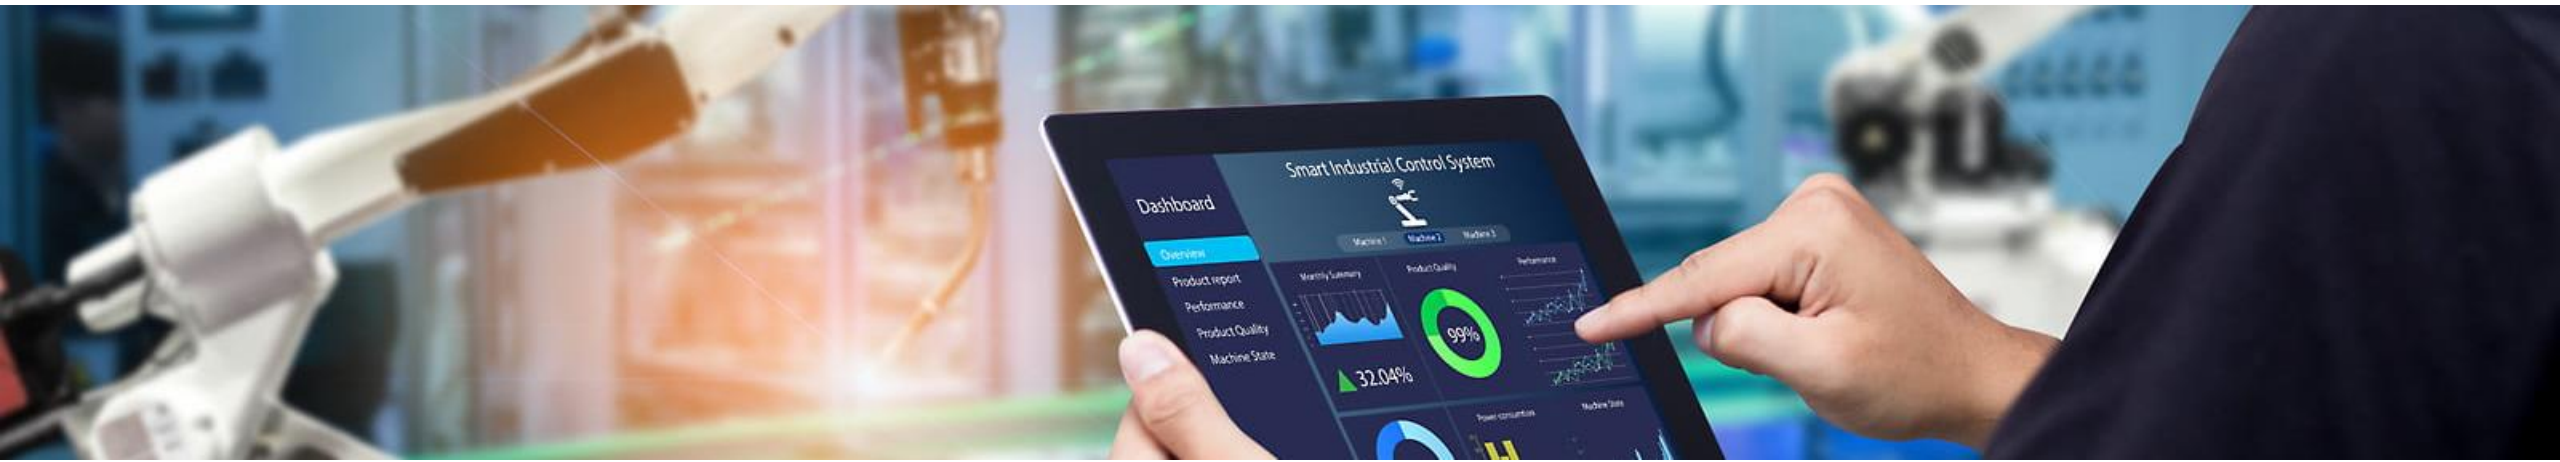 Smart Industrial Control System
Dashboard
Machine 1
Machine 2
Machine 3
Overview
Product report
Performance
Product Quality
Machine State
Monthly Summary
Product Quality
Performance
99%
32.04%
Power consumtion
Machine State